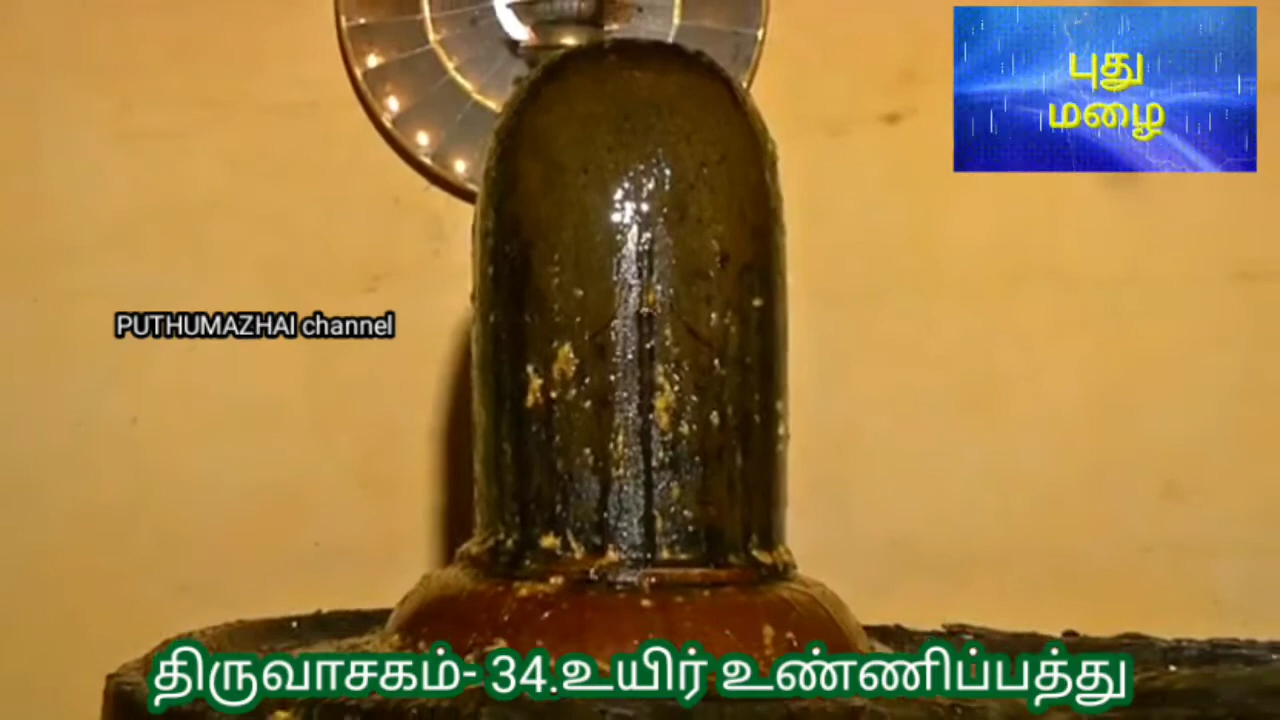 புது
மழை
PUTHUMAZHAI channel
திருவாசகம்- 34.உயிர் உண்ணிப்பத்து